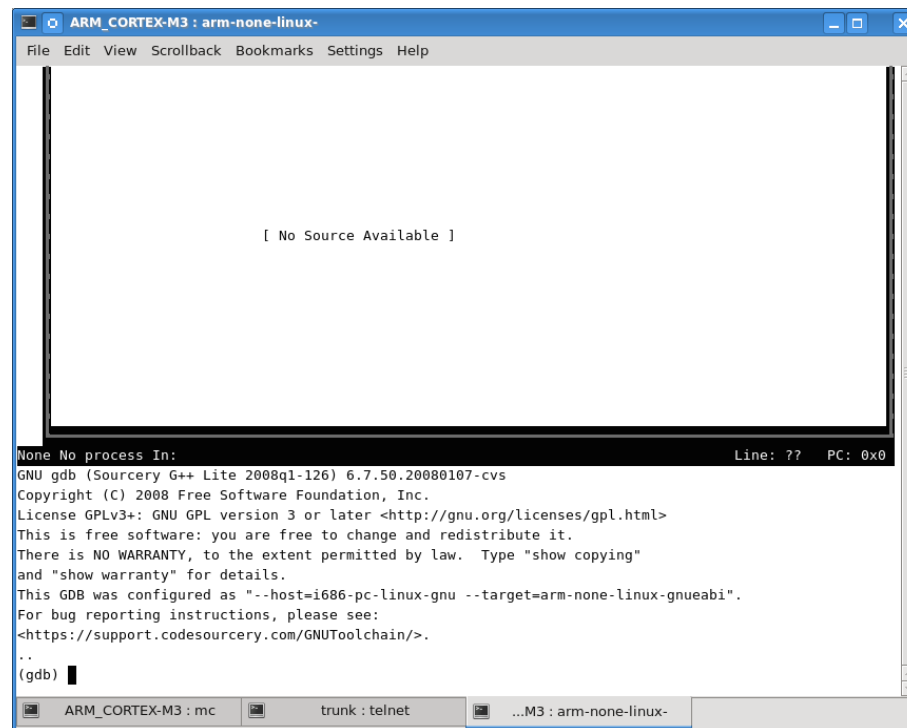 ARM_CORTEX-M3 : arm-none-linux-
File Edit View Scrollback Bookmarks Settings Help
[ No Source Available ]
None No process In: Line: ?? PC: 0x0
GNU gdb (Sourcery G++ Lite 2008q1-126) 6.7.50.20080107-cvs
Copyright (C) 2008 Free Software Foundation, Inc.
License GPLv3+: GNU GPL version 3 or later <http://gnu.org/licenses/gpl.html>
This is free software: you are free to change and redistribute it.
There is NO WARRANTY, to the extent permitted by law.  Type "show copying"
and "show warranty" for details.
This GDB was configured as "--host=i686-pc-linux-gnu --target=arm-none-linux-gnueabi".
For bug reporting instructions, please see:
<https://support.codesourcery.com/GNUToolchain/>.
..
(gdb)
ARM_CORTEX-M3 : mc trunk : telnet ...M3 : arm-none-linux-